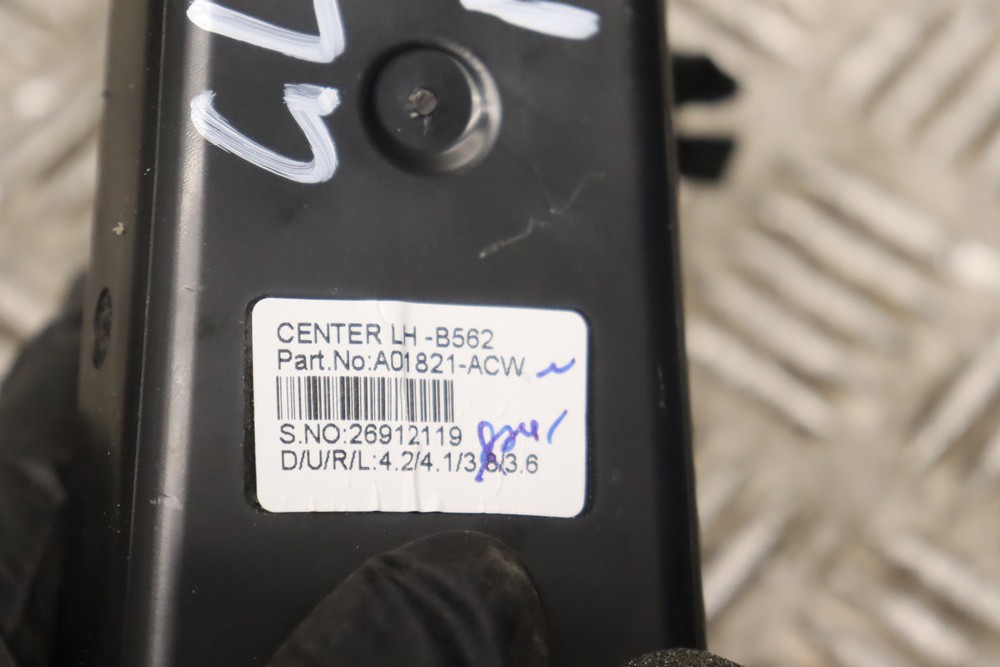 CENTER LH -B562
Part.No:A01821-ACW
S.NO:26912119
D/U/R/L:4.2/4.1/3.8/3.6